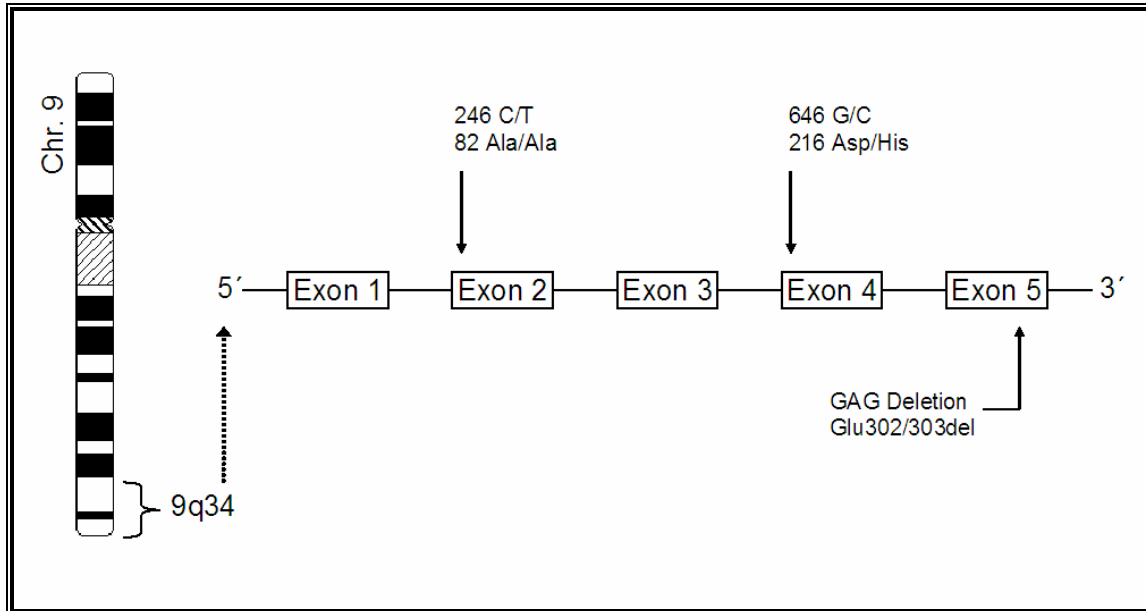 Chr. 9
246 C/T
82 Ala/Ala
646 G/C
216 Asp/His
5´ Exon 1 Exon 2 Exon 3 Exon 4 Exon 5 3´
GAG Deletion
Glu302/303del
9q34